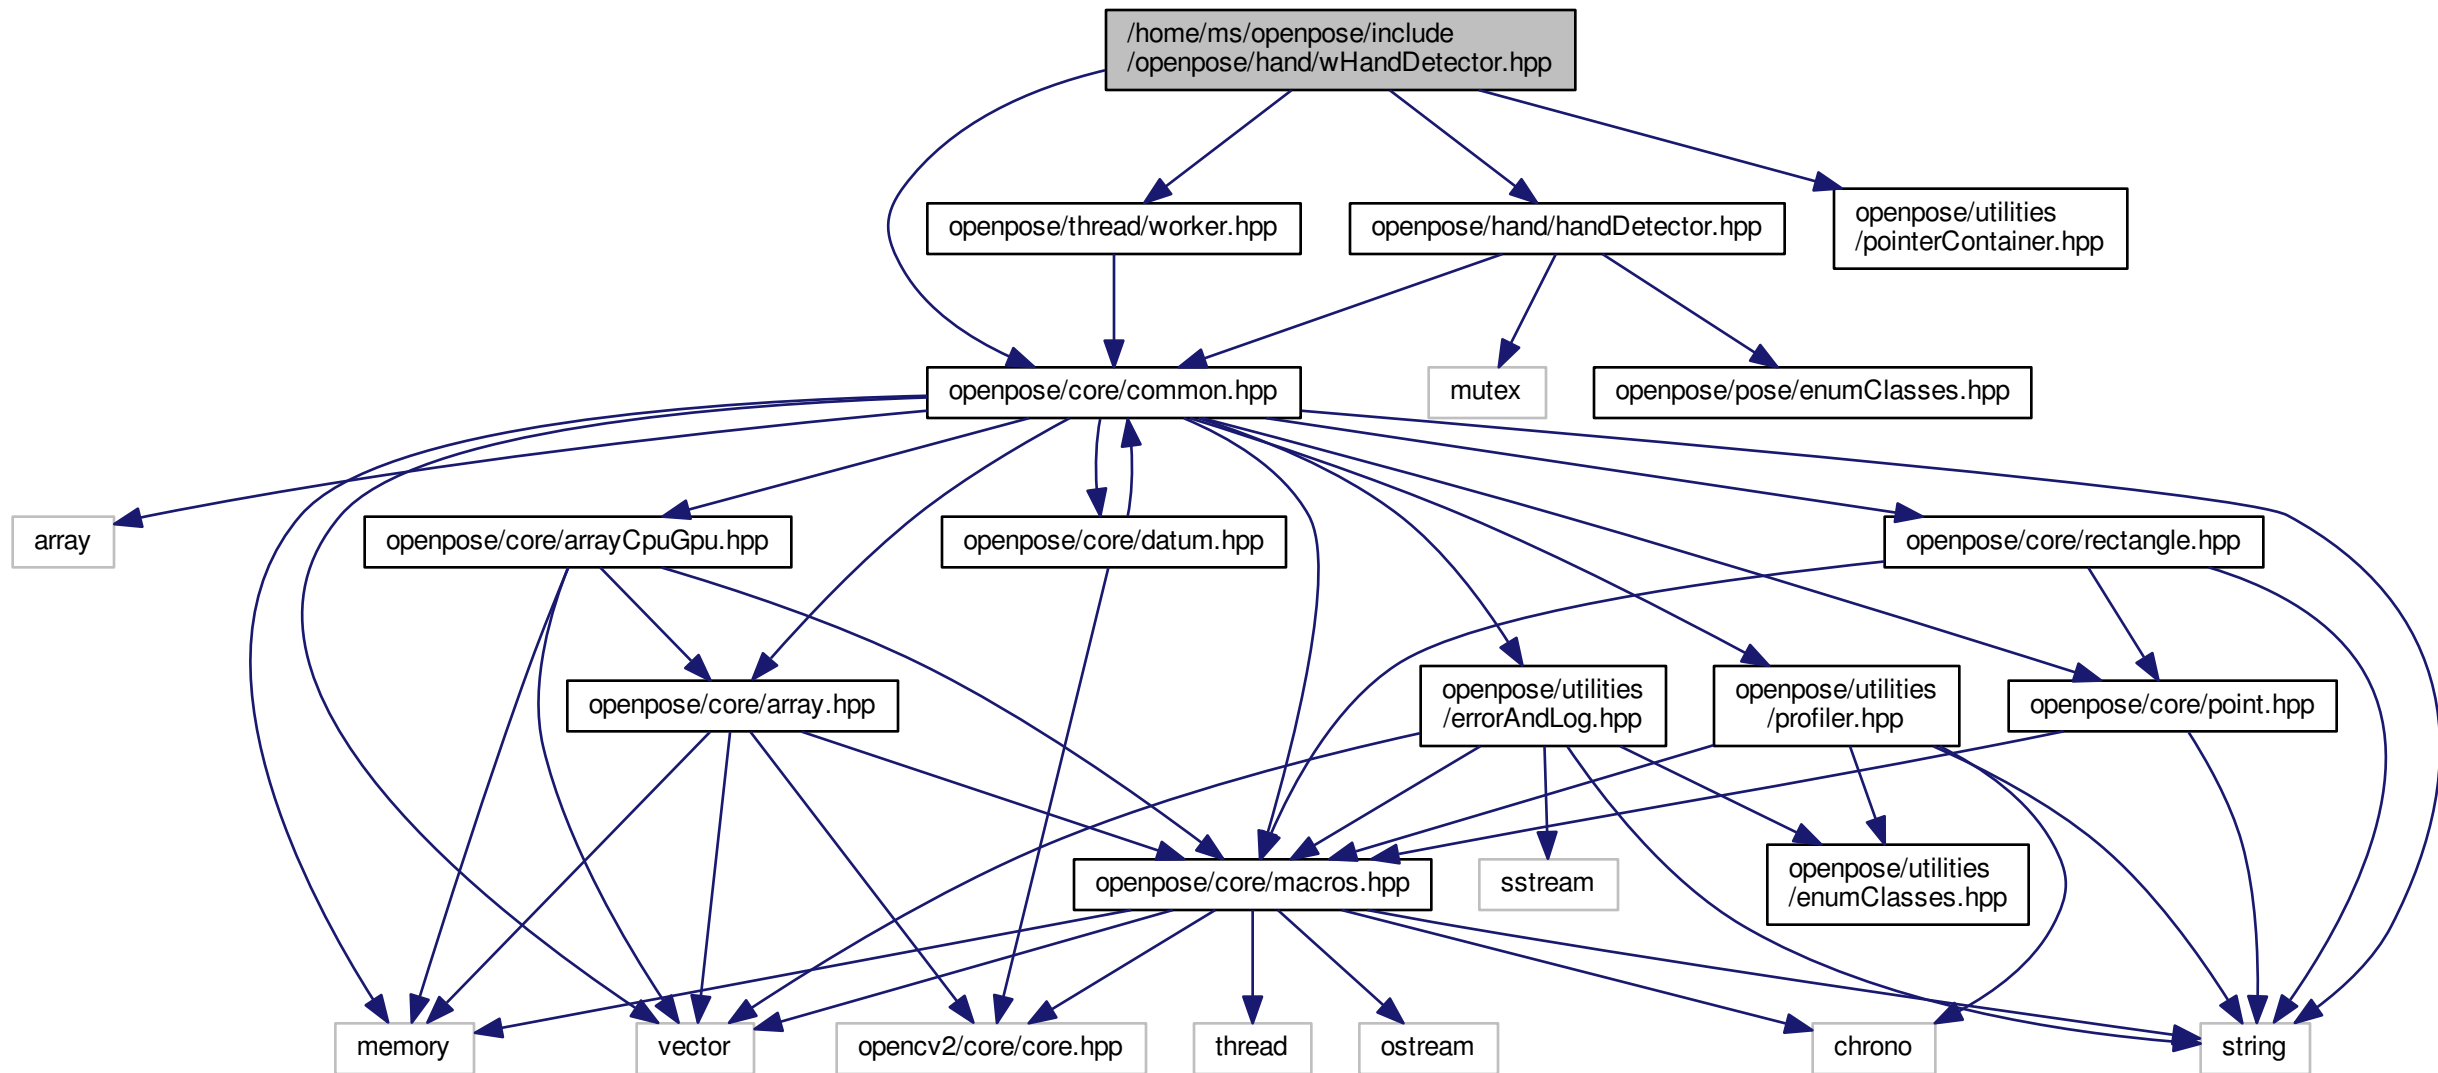 /home/ms/openpose/include
/openpose/hand/wHandDetector.hpp
openpose/thread/worker.hpp
openpose/hand/handDetector.hpp
openpose/utilities
/pointerContainer.hpp
openpose/core/common.hpp
mutex
openpose/pose/enumClasses.hpp
array
openpose/core/arrayCpuGpu.hpp
openpose/core/datum.hpp
openpose/core/rectangle.hpp
openpose/core/array.hpp
openpose/utilities
/errorAndLog.hpp
openpose/utilities
/profiler.hpp
openpose/core/point.hpp
openpose/core/macros.hpp
sstream
openpose/utilities
/enumClasses.hpp
memory
vector
opencv2/core/core.hpp
thread
ostream
chrono
string